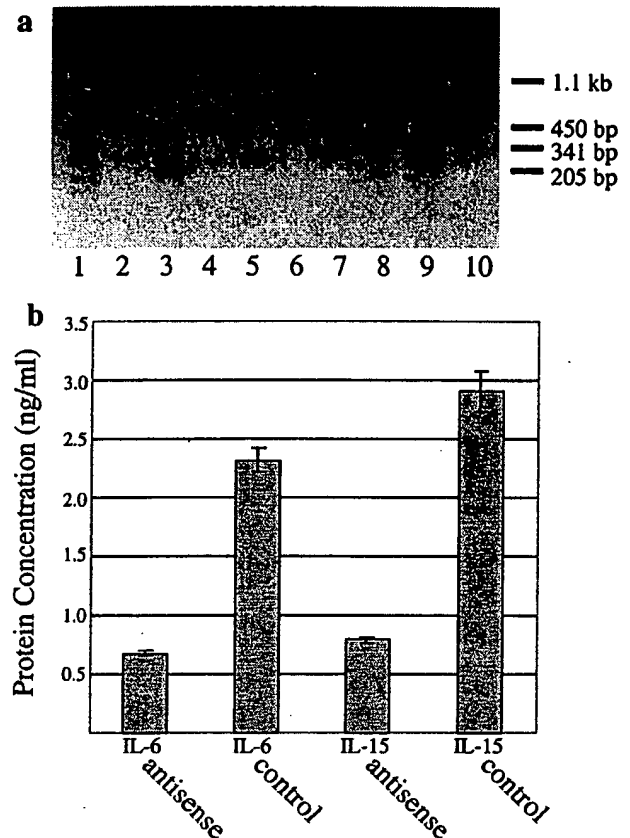 a
1.1 kb
450 bp
341 bp
205 bp
1 2 3 4 5 6 7 8 9 10
b
Protein Concentration (ng/ml)
3.5
3.0
2.5
2.0
1.5
1.0
0.5
IL-6 antisense
IL-6 control
IL-15 antisense
IL-15 control